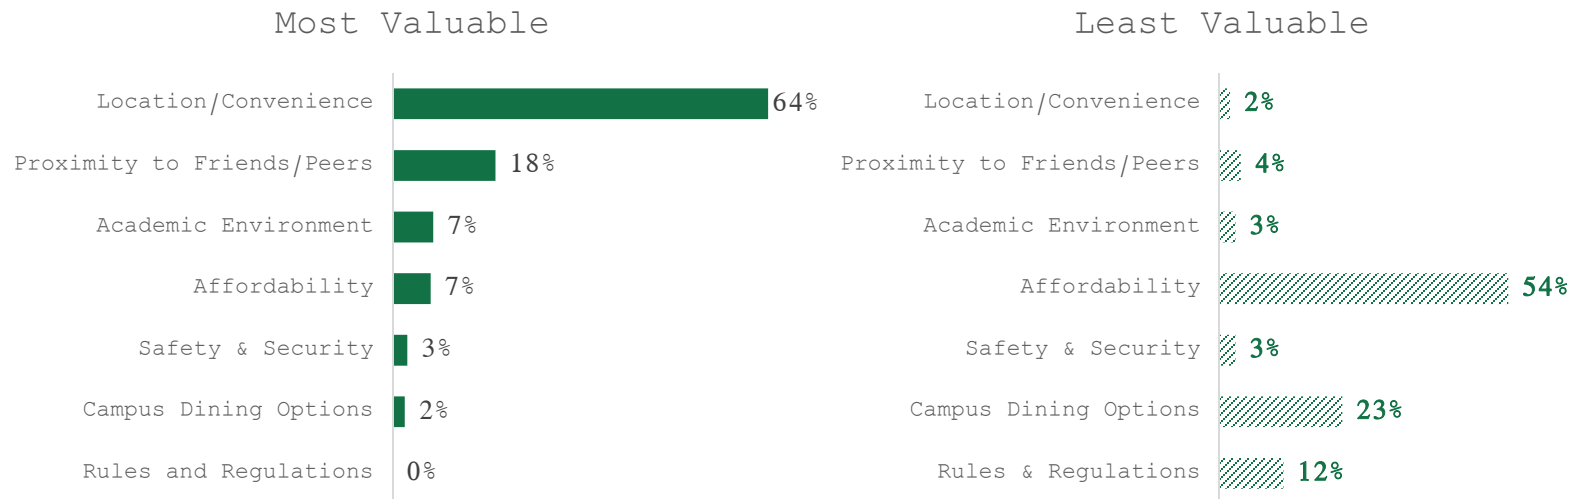 Most Valuable
Location/Convenience 64%
Proximity to Friends/Peers 18%
Academic Environment 7%
Affordability 7%
Safety & Security 3%
Campus Dining Options 2%
Rules and Regulations 0%
Least Valuable
Location/Convenience 2%
Proximity to Friends/Peers 4%
Academic Environment 3%
Affordability 54%
Safety & Security 3%
Campus Dining Options 23%
Rules & Regulations 12%